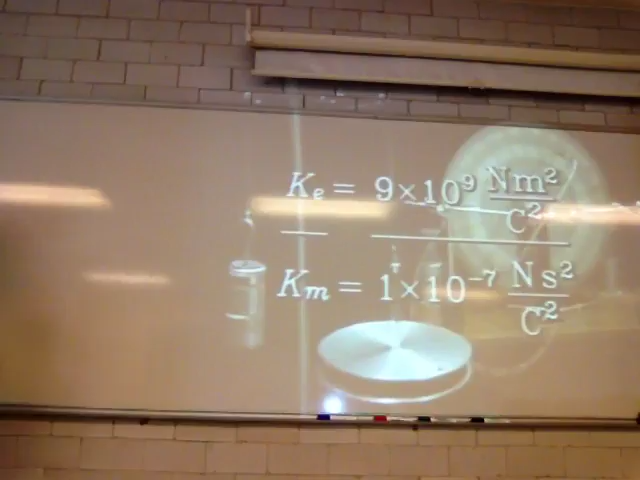 Kₑ = 9×10⁹ Nm²/C²
Kₘ = 1×10⁻⁷ Ns²/C²